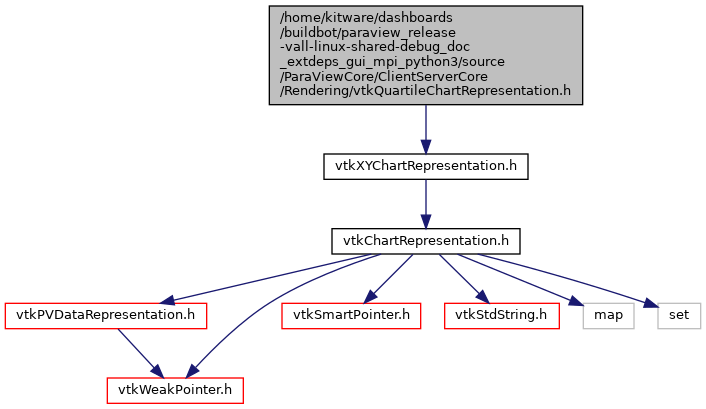 /home/kitware/dashboards
/buildbot/paraview_release
-vall-linux-shared-debug_doc
_extdeps_gui_mpi_python3/source
/ParaViewCore/ClientServerCore
/Rendering/vtkQuartileChartRepresentation.h
vtkXYChartRepresentation.h
vtkChartRepresentation.h
vtkPVDataRepresentation.h
vtkSmartPointer.h
vtkStdString.h
map
set
vtkWeakPointer.h